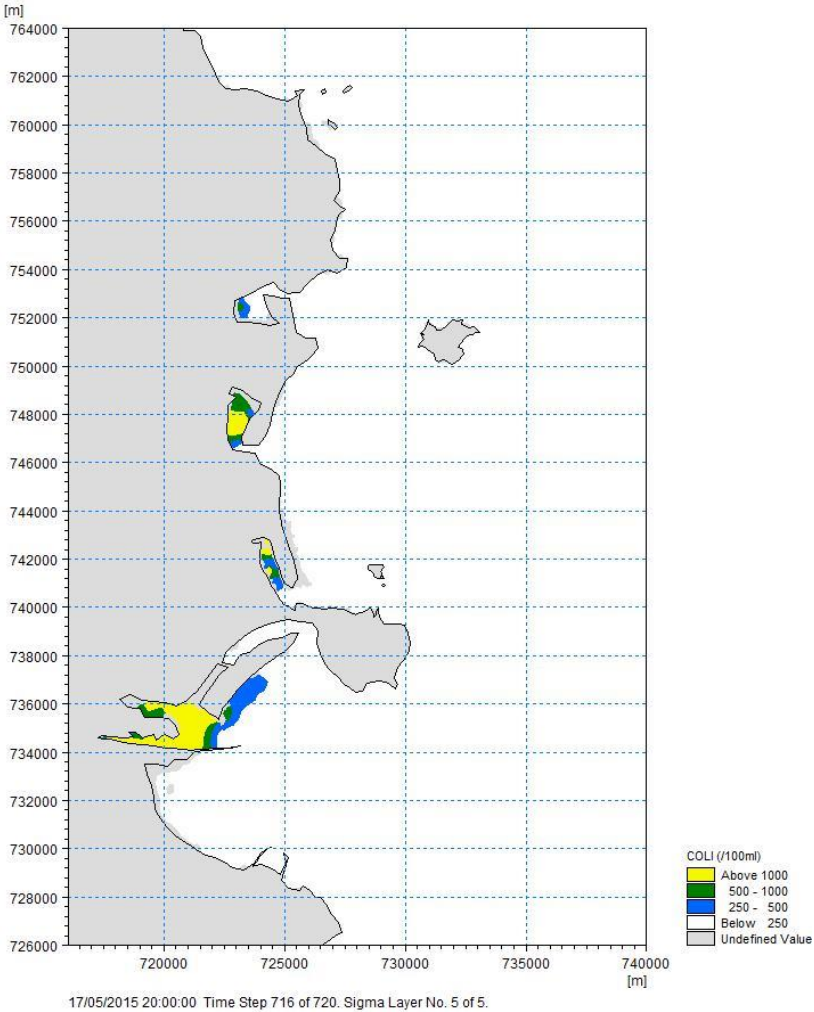 [m]
764000
762000
760000
758000
756000
754000
752000
750000
748000
746000
744000
742000
740000
738000
736000
734000
732000
730000
728000
726000
720000 725000 730000 735000 740000
[m]
COLI (/100ml)
Above 1000
500 - 1000
250 - 500
Below 250
Undefined Value
17/05/2015 20:00:00 Time Step 716 of 720. Sigma Layer No. 5 of 5.